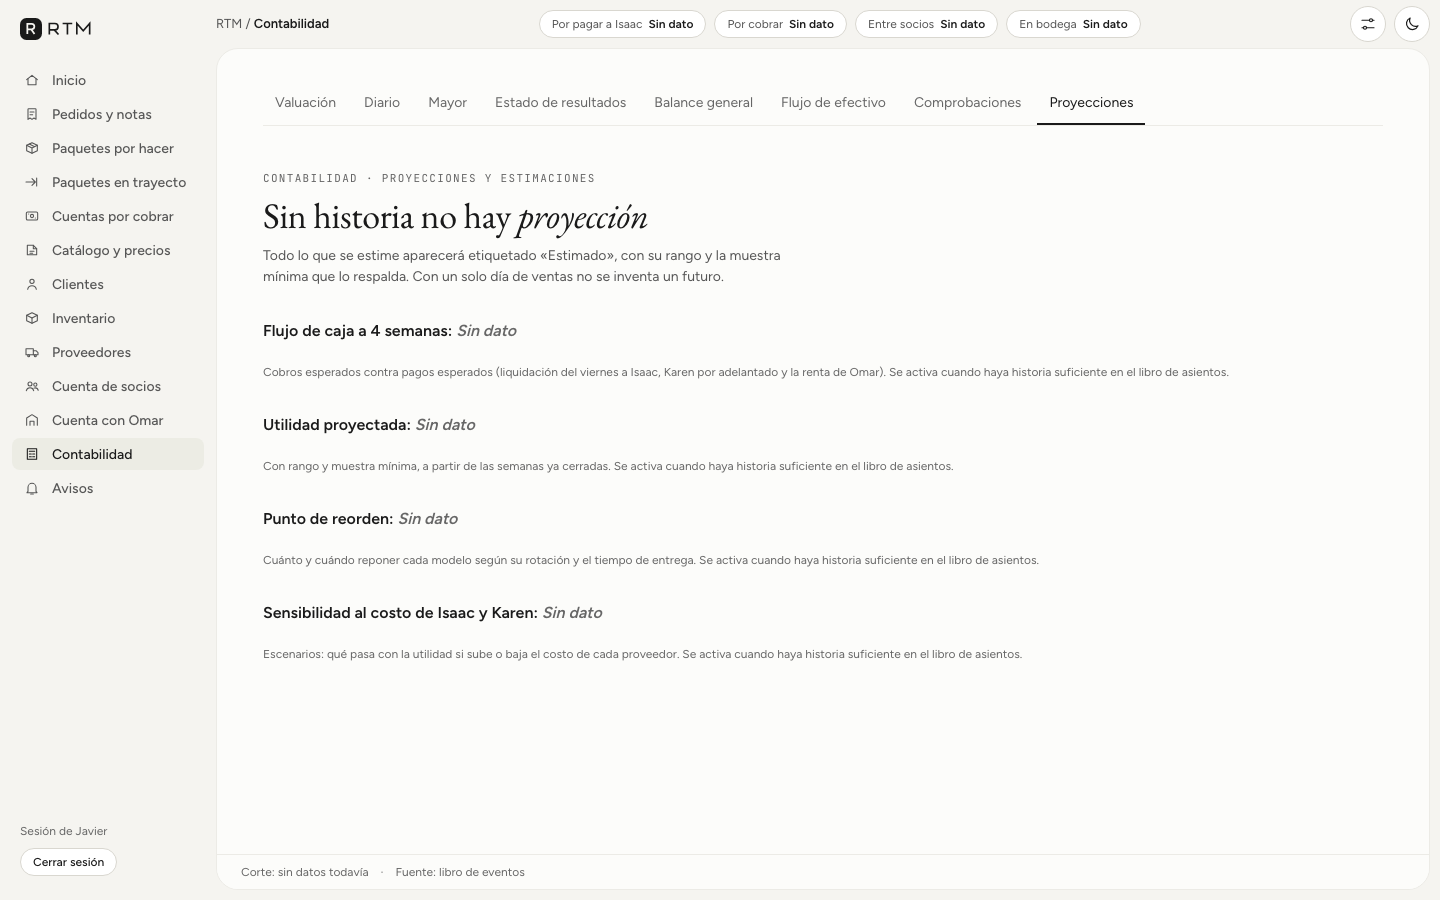 R RTM
RTM / Contabilidad
Por pagar a Isaac Sin dato
Por cobrar Sin dato
Entre socios Sin dato
En bodega Sin dato
Inicio
Pedidos y notas
Paquetes por hacer
Paquetes en trayecto
Cuentas por cobrar
Catálogo y precios
Clientes
Inventario
Proveedores
Cuenta de socios
Cuenta con Omar
Contabilidad
Avisos
Sesión de Javier
Cerrar sesión
Valuación Diario Mayor Estado de resultados Balance general Flujo de efectivo Comprobaciones Proyecciones
CONTABILIDAD · PROYECCIONES Y ESTIMACIONES
Sin historia no hay proyección
Todo lo que se estime aparecerá etiquetado «Estimado», con su rango y la muestra
mínima que lo respalda. Con un solo día de ventas no se inventa un futuro.
Flujo de caja a 4 semanas: Sin dato
Cobros esperados contra pagos esperados (liquidación del viernes a Isaac, Karen por adelantado y la renta de Omar). Se activa cuando haya historia suficiente en el libro de asientos.
Utilidad proyectada: Sin dato
Con rango y muestra mínima, a partir de las semanas ya cerradas. Se activa cuando haya historia suficiente en el libro de asientos.
Punto de reorden: Sin dato
Cuánto y cuándo reponer cada modelo según su rotación y el tiempo de entrega. Se activa cuando haya historia suficiente en el libro de asientos.
Sensibilidad al costo de Isaac y Karen: Sin dato
Escenarios: qué pasa con la utilidad si sube o baja el costo de cada proveedor. Se activa cuando haya historia suficiente en el libro de asientos.
Corte: sin datos todavía · Fuente: libro de eventos